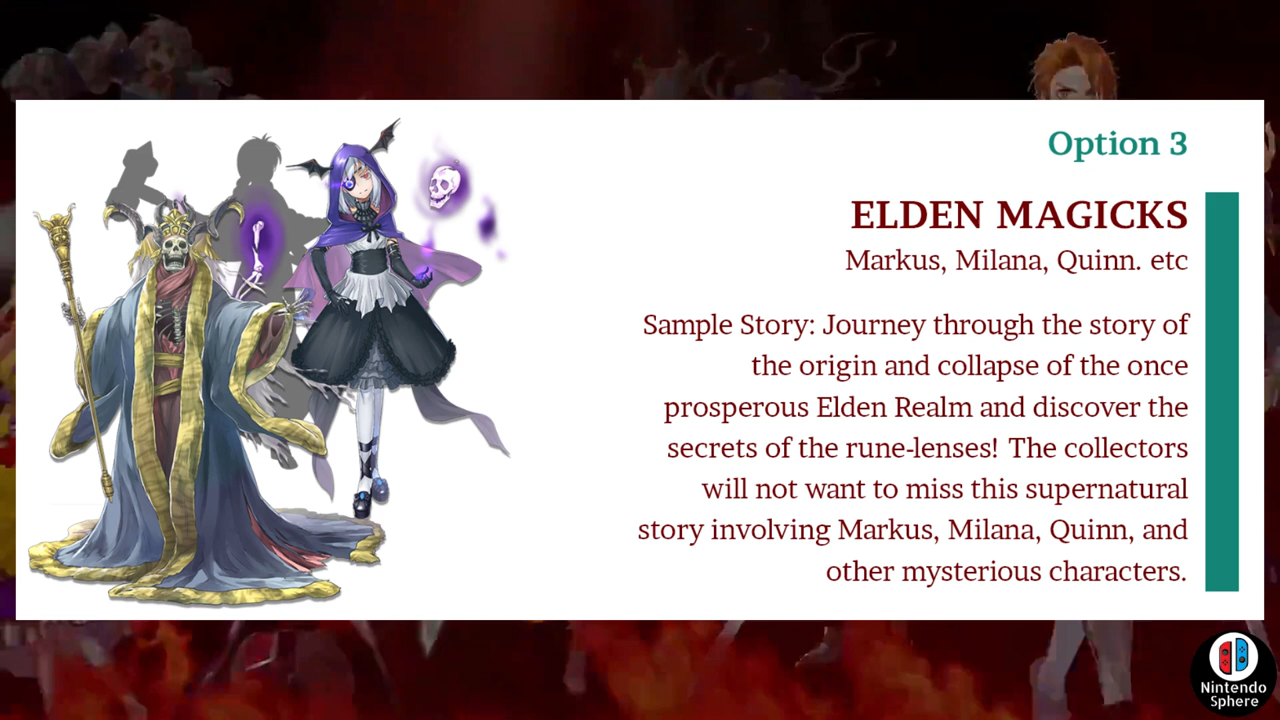 Option 3
ELDEN MAGICKS
Markus, Milana, Quinn. etc
Sample Story: Journey through the story of
the origin and collapse of the once
prosperous Elden Realm and discover the
secrets of the rune-lenses! The collectors
will not want to miss this supernatural
story involving Markus, Milana, Quinn, and
other mysterious characters.
Nintendo
Sphere